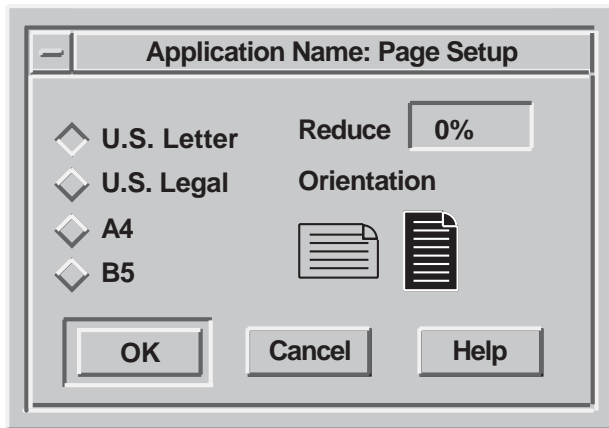 Application Name: Page Setup
U.S. Letter
U.S. Legal
A4
B5
Reduce 0%
Orientation
OK Cancel Help